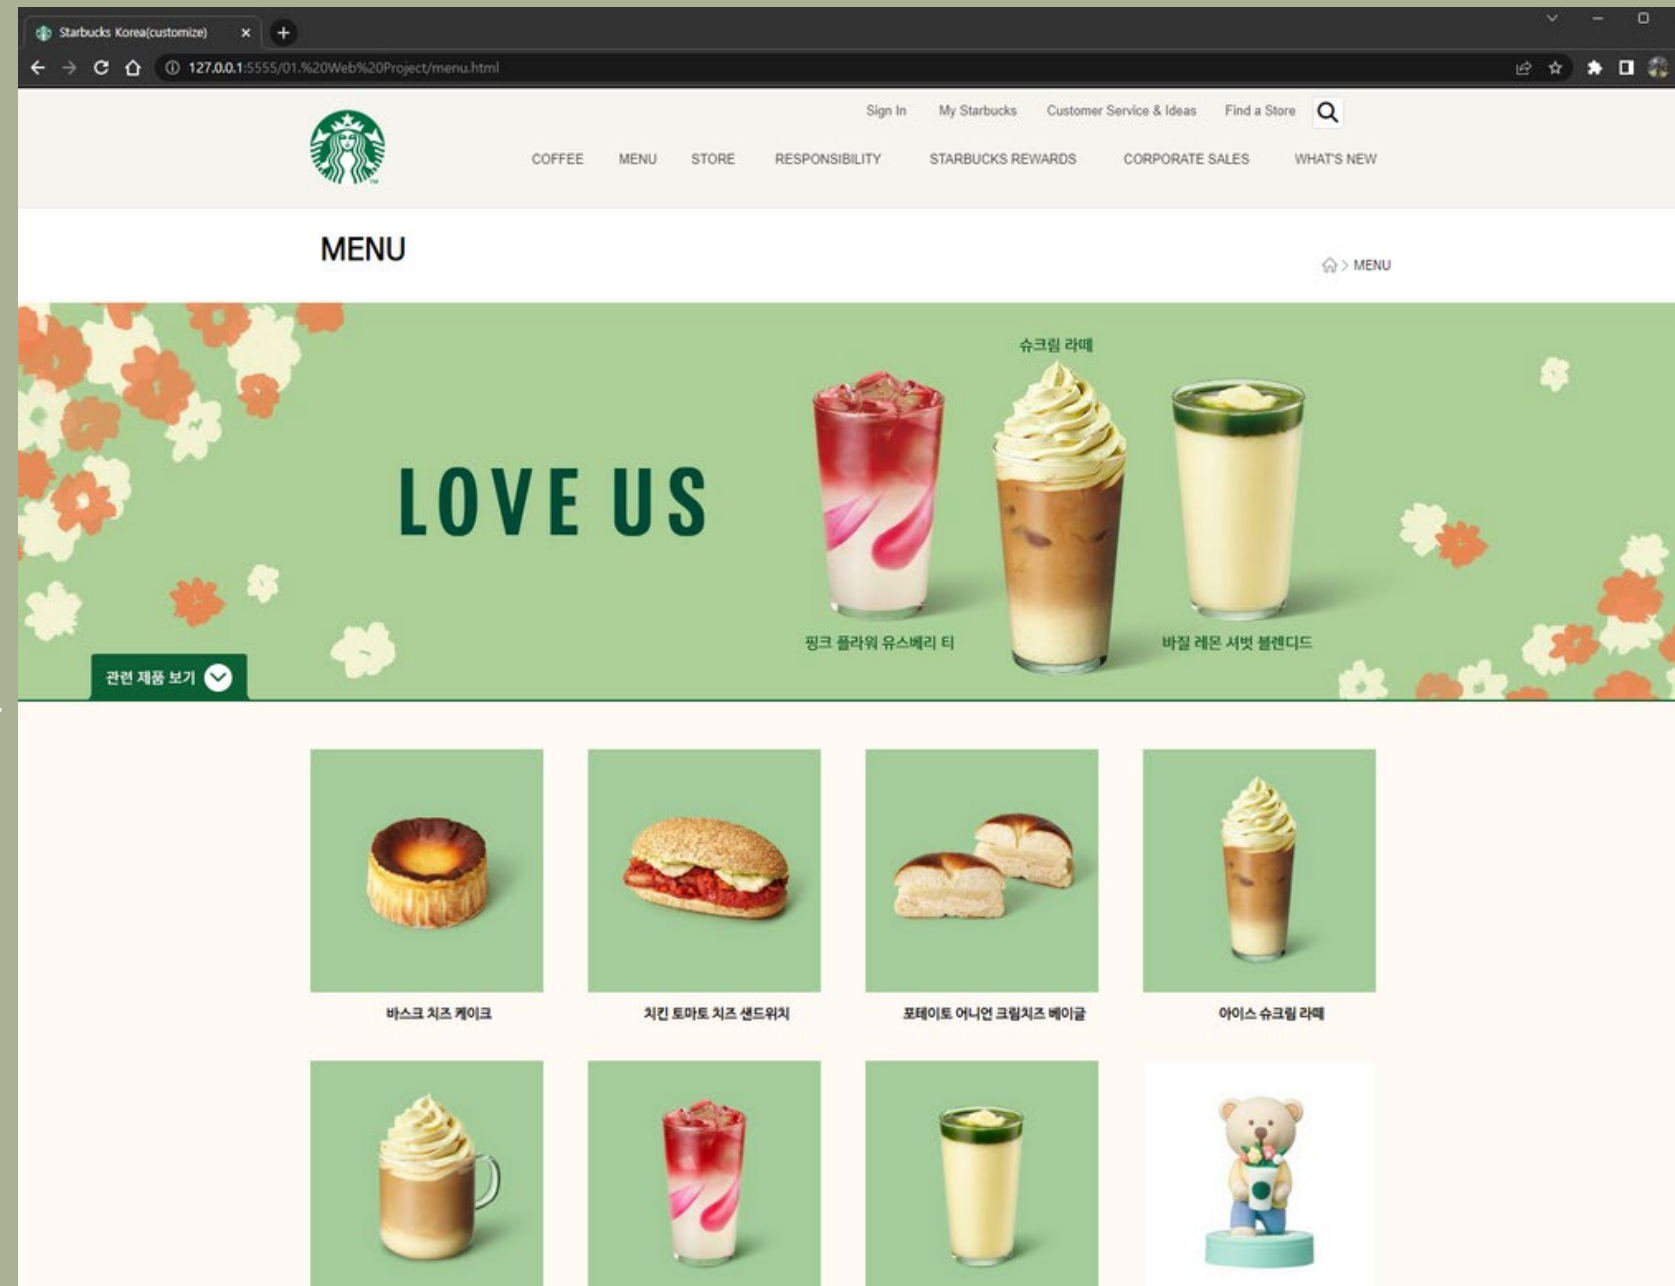 Starbucks Korea(customize)
127.0.0.1:5555/01.%20Web%20Project/menu.html
Sign In My Starbucks Customer Service & Ideas Find a Store
COFFEE MENU STORE RESPONSIBILITY STARBUCKS REWARDS CORPORATE SALES WHAT'S NEW
MENU
> MENU
슈크림 라떼
LOVE US
핑크 플라워 유스베리 티
바질 레몬 셔벗 블렌디드
관련 제품 보기
바스크 치즈 케이크
치킨 토마토 치즈 샌드위치
포테이토 어니언 크림치즈 베이글
아이스 슈크림 라떼